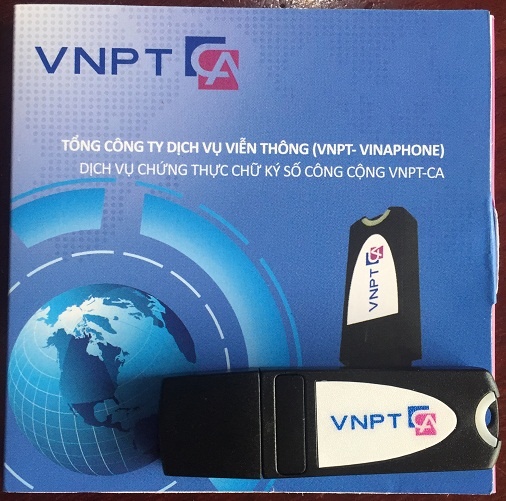 VNPT CA
TỔNG CÔNG TY DỊCH VỤ VIỄN THÔNG (VNPT- VINAPHONE)
DỊCH VỤ CHỨNG THỰC CHỮ KÝ SỐ CÔNG CỘNG VNPT-CA
VNPT CA
VNPT CA